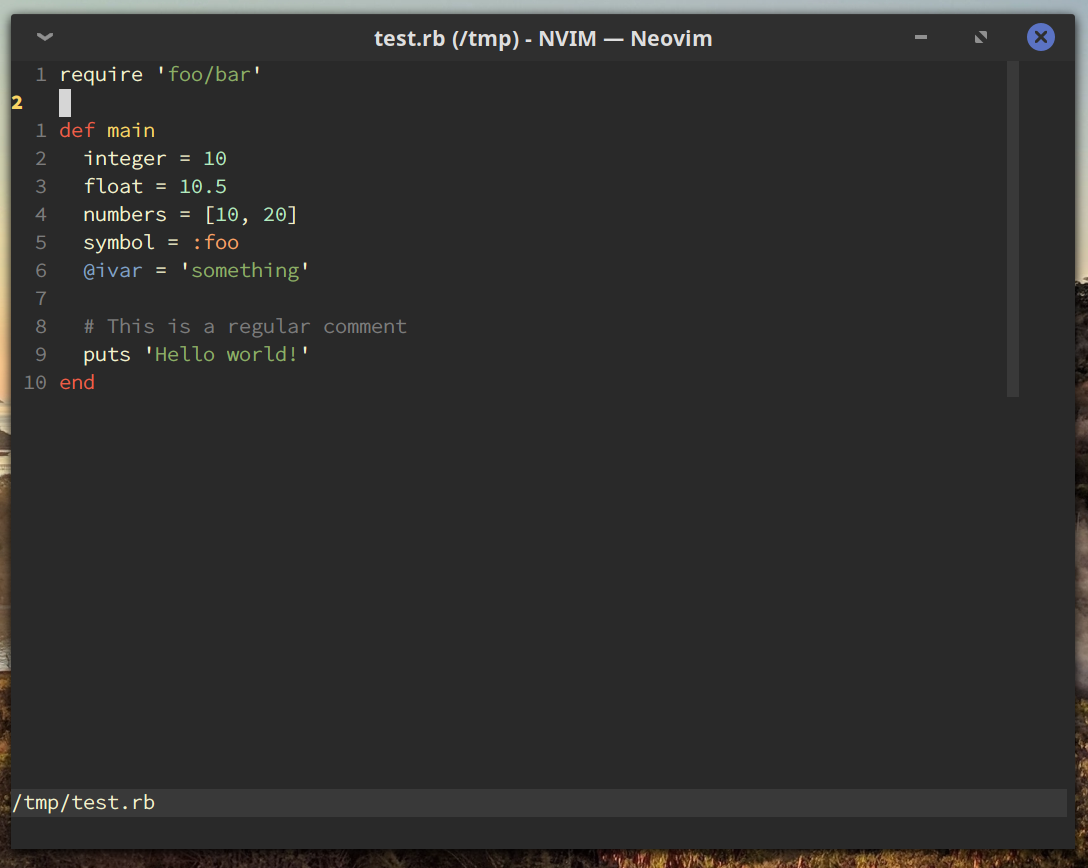 test.rb (/tmp) - NVIM — Neovim
1 require 'foo/bar'
2
1 def main
2   integer = 10
3   float = 10.5
4   numbers = [10, 20]
5   symbol = :foo
6   @ivar = 'something'
7
8   # This is a regular comment
9   puts 'Hello world!'
10 end
/tmp/test.rb